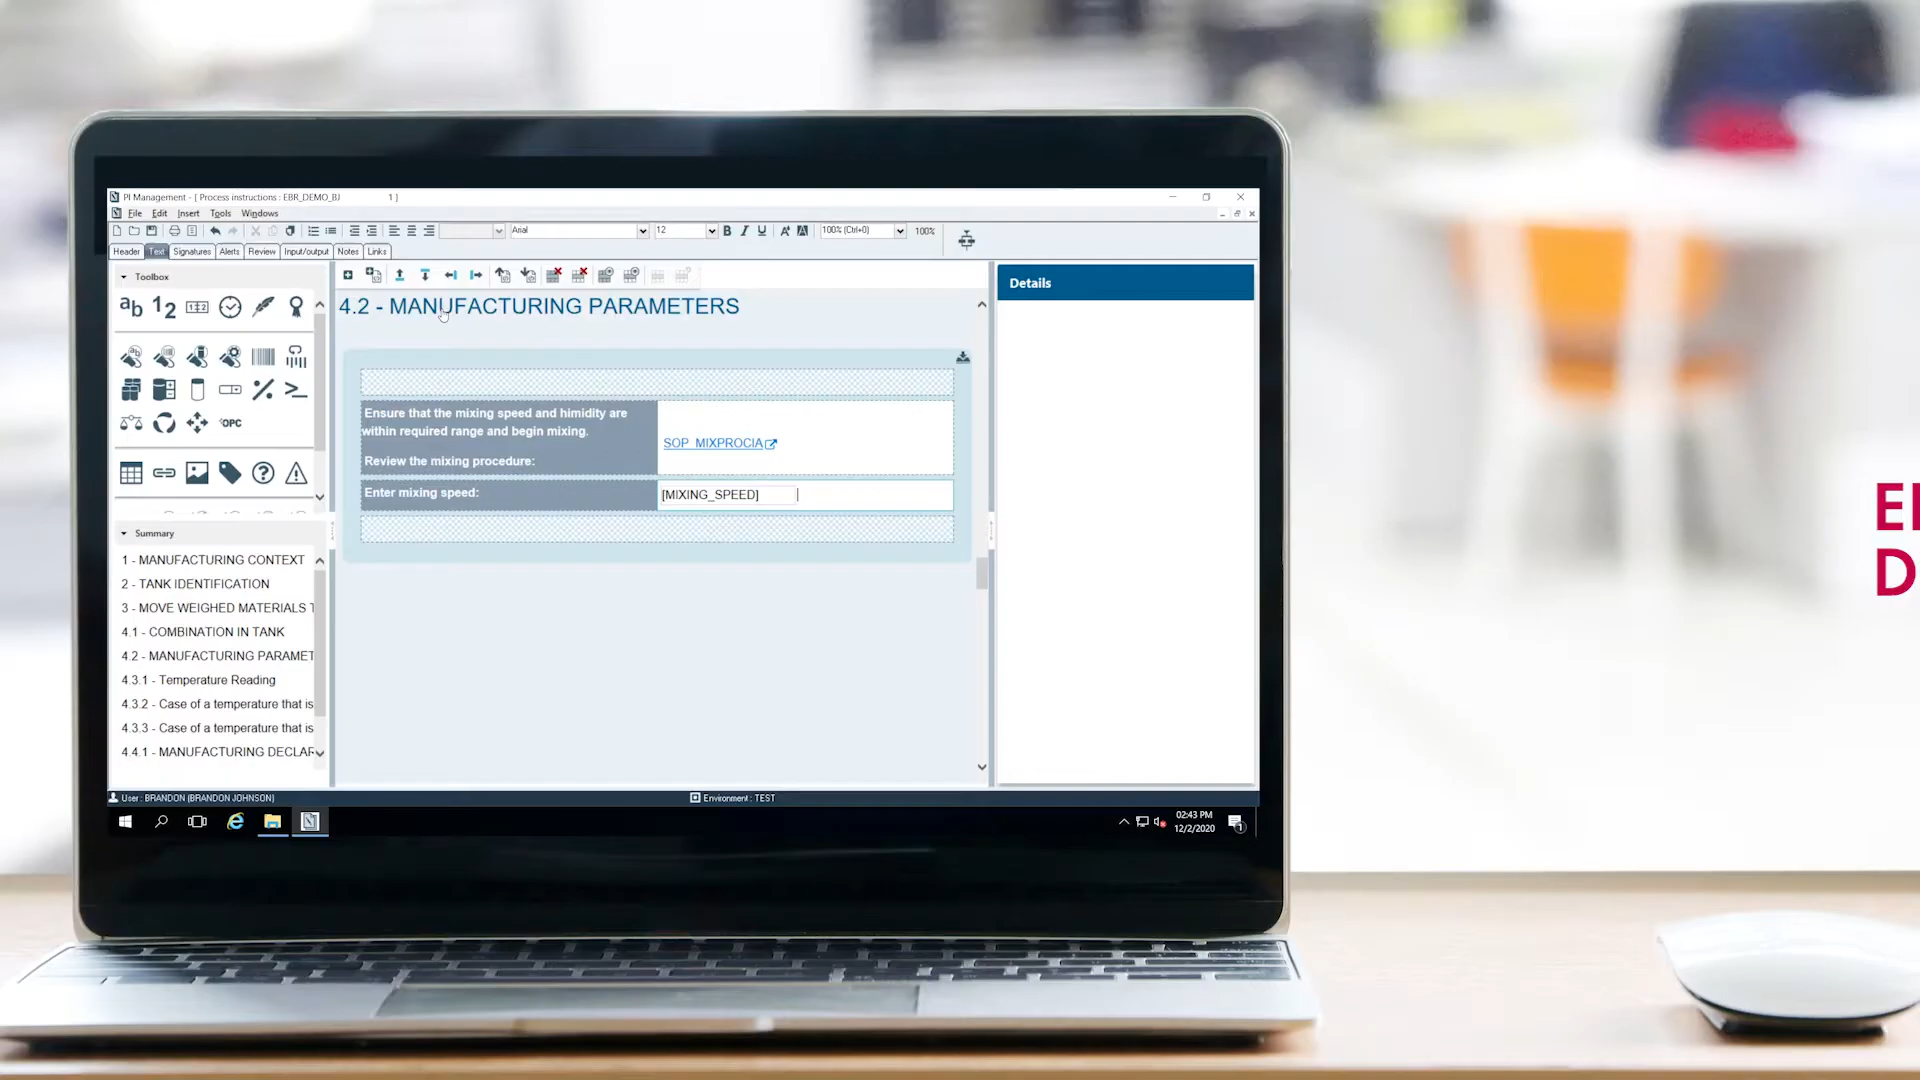 PI Management - [ Process instructions : EBR_DEMO_BJ 1 ]
File Edit Insert Tools Windows
Arial 12 B I U 100% (Ctrl+0) 100%
Header Text Signatures Alerts Review Input/output Notes Links
Toolbox
ab 12
OPC
Summary
1 - MANUFACTURING CONTEXT
2 - TANK IDENTIFICATION
3 - MOVE WEIGHED MATERIALS T
4.1 - COMBINATION IN TANK
4.2 - MANUFACTURING PARAMET
4.3.1 - Temperature Reading
4.3.2 - Case of a temperature that is
4.3.3 - Case of a temperature that is
4.4.1 - MANUFACTURING DECLAR
4.2 - MANUFACTURING PARAMETERS
Ensure that the mixing speed and himidity are
within required range and begin mixing.
Review the mixing procedure:
SOP_MIXPROCIA
Enter mixing speed:
[MIXING_SPEED]
Details
User : BRANDON (BRANDON JOHNSON)
Environment : TEST
02:43 PM
12/2/2020
1